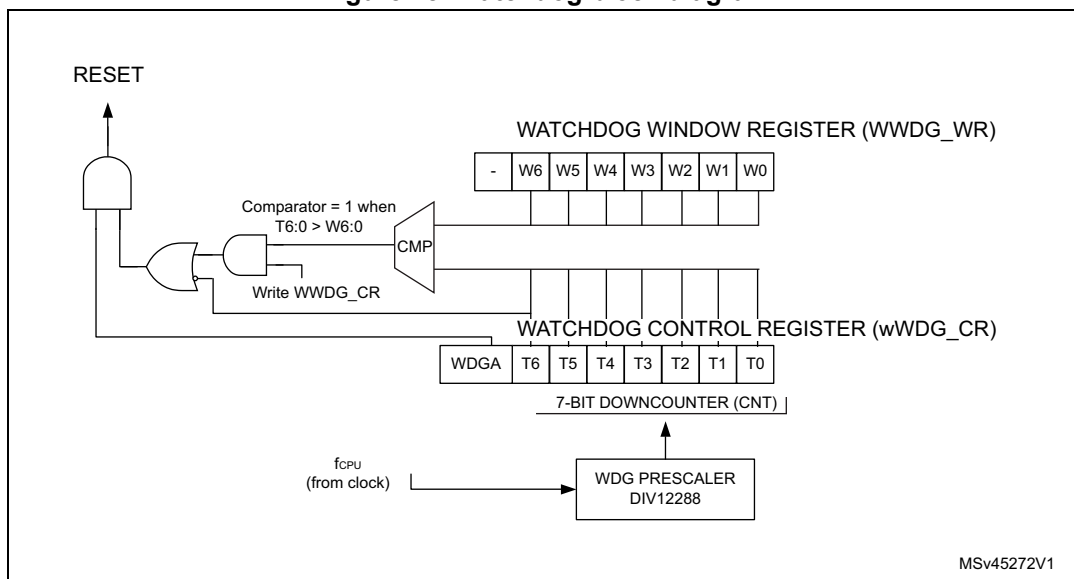 RESET
WATCHDOG WINDOW REGISTER (WWDG_WR)
- W6 W5 W4 W3 W2 W1 W0
Comparator = 1 when
T6:0 > W6:0
CMP
Write WWDG_CR
WATCHDOG CONTROL REGISTER (wWDG_CR)
WDGA T6 T5 T4 T3 T2 T1 T0
7-BIT DOWNCOUNTER (CNT)
fCPU
(from clock)
WDG PRESCALER
DIV12288
MSv45272V1